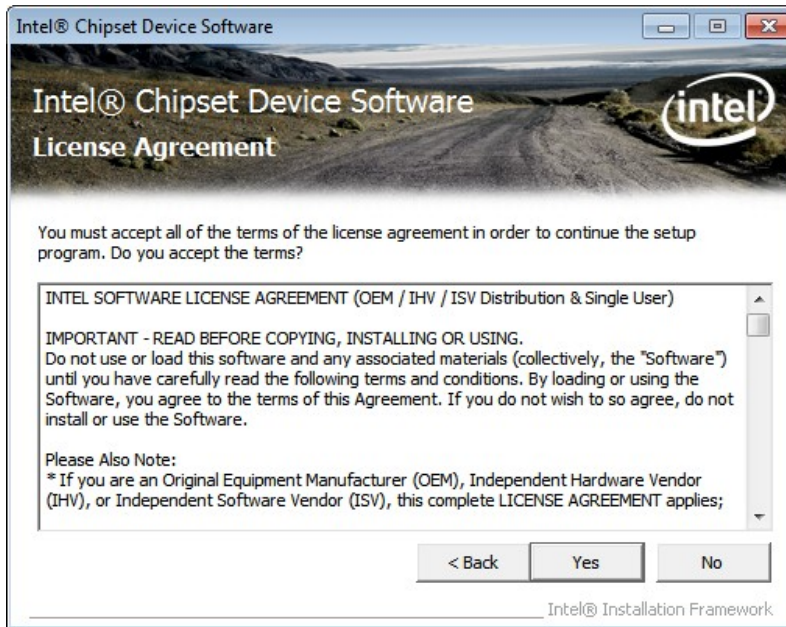 Intel® Chipset Device Software
Intel® Chipset Device Software
intel
License Agreement
You must accept all of the terms of the license agreement in order to continue the setup
program. Do you accept the terms?
INTEL SOFTWARE LICENSE AGREEMENT (OEM / IHV / ISV Distribution & Single User)
IMPORTANT - READ BEFORE COPYING, INSTALLING OR USING.
Do not use or load this software and any associated materials (collectively, the "Software")
until you have carefully read the following terms and conditions. By loading or using the
Software, you agree to the terms of this Agreement. If you do not wish to so agree, do not
install or use the Software.
Please Also Note:
* If you are an Original Equipment Manufacturer (OEM), Independent Hardware Vendor
(IHV), or Independent Software Vendor (ISV), this complete LICENSE AGREEMENT applies;
< Back Yes No
Intel® Installation Framework